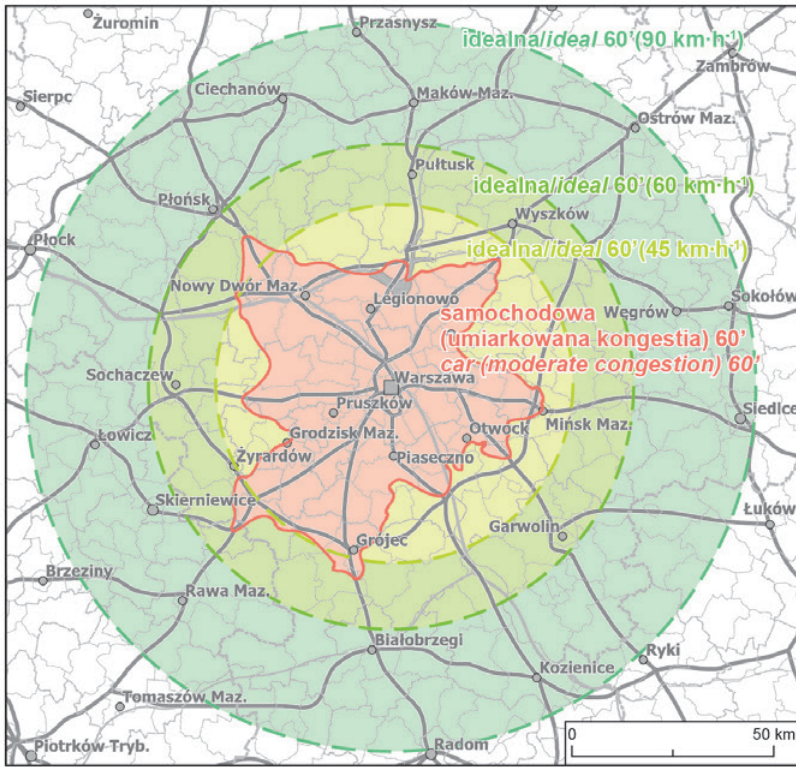 Żuromin
Przasnysz
idealna/ideal 60'(90 km·h⁻¹)
Zambrów
Sierpc
Ciechanów
Maków Maz.
Ostrów Maz.
Pułtusk
idealna/ideal 60'(60 km·h⁻¹)
Płońsk
Wyszków
Płock
idealna/ideal 60'(45 km·h⁻¹)
Nowy Dwór Maz.
Legionowo
Węgrów
Sokołów
samochodowa
(umiarkowana kongestia) 60'
car (moderate congestion) 60'
Sochaczew
Warszawa
Pruszków
Mińsk Maz.
Siedlce
Łowicz
Grodzisk Maz.
Otwock
Żyrardów
Piaseczno
Skierniewice
Łuków
Garwolin
Grójec
Brzeziny
Rawa Maz.
Białobrzegi
Ryki
Kozienice
Tomaszów Maz.
Piotrków Tryb.
Radom
0 50 km